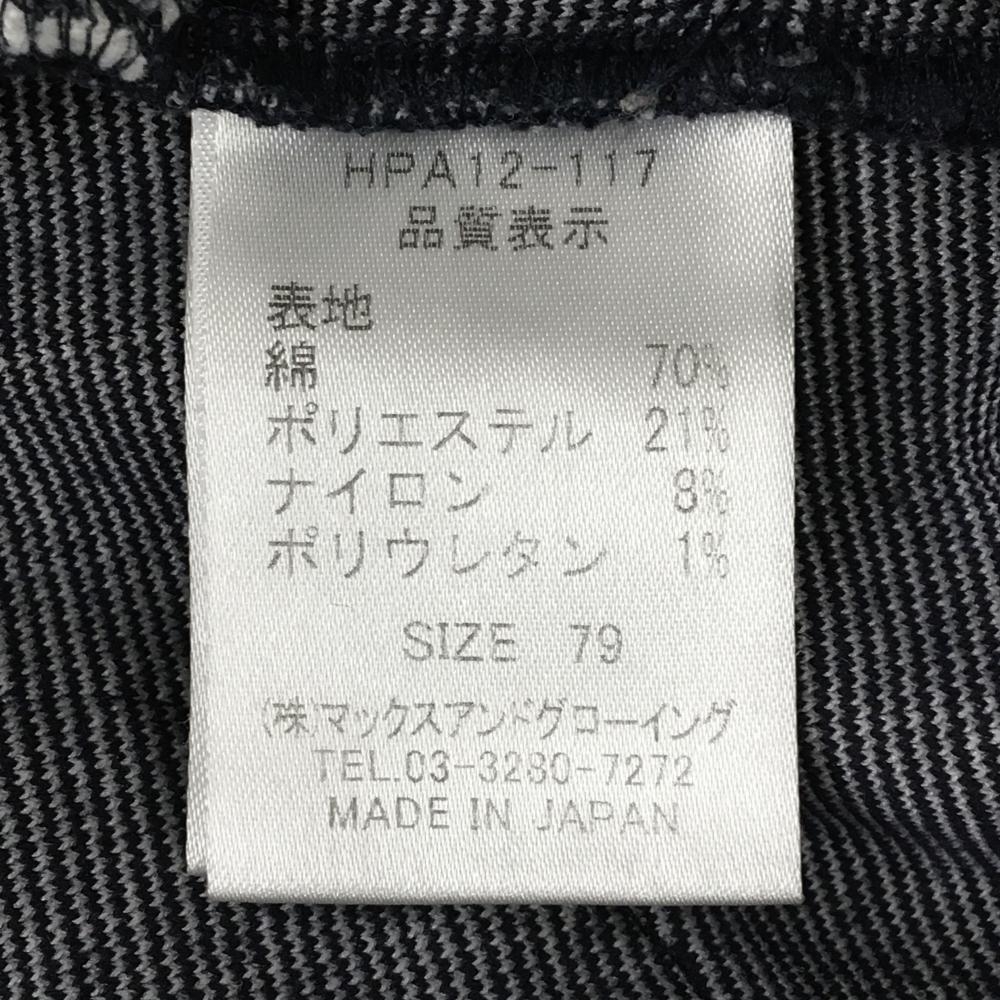 HPA12-117
品質表示
表地
綿 70%
ポリエステル 21%
ナイロン 8%
ポリウレタン 1%
SIZE 79
(株)マックスアンドグローイング
TEL.03-3280-7272
MADE IN JAPAN